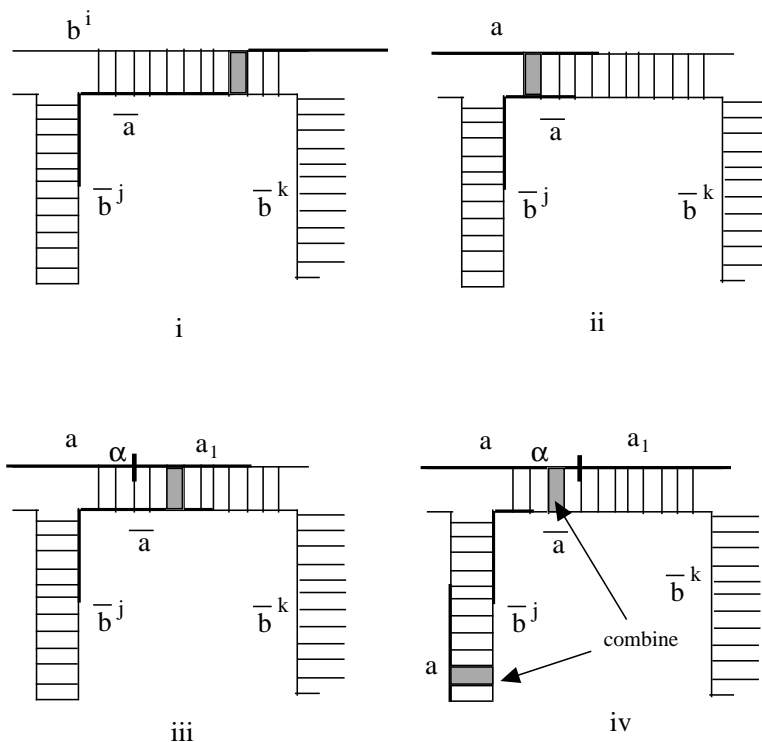 b^i
a̅
b̅^j
b̅^k
i
a
a̅
b̅^j
b̅^k
ii
a
α
a₁
a̅
b̅^j
b̅^k
iii
a
α
a₁
a̅
b̅^j
b̅^k
combine
a
iv